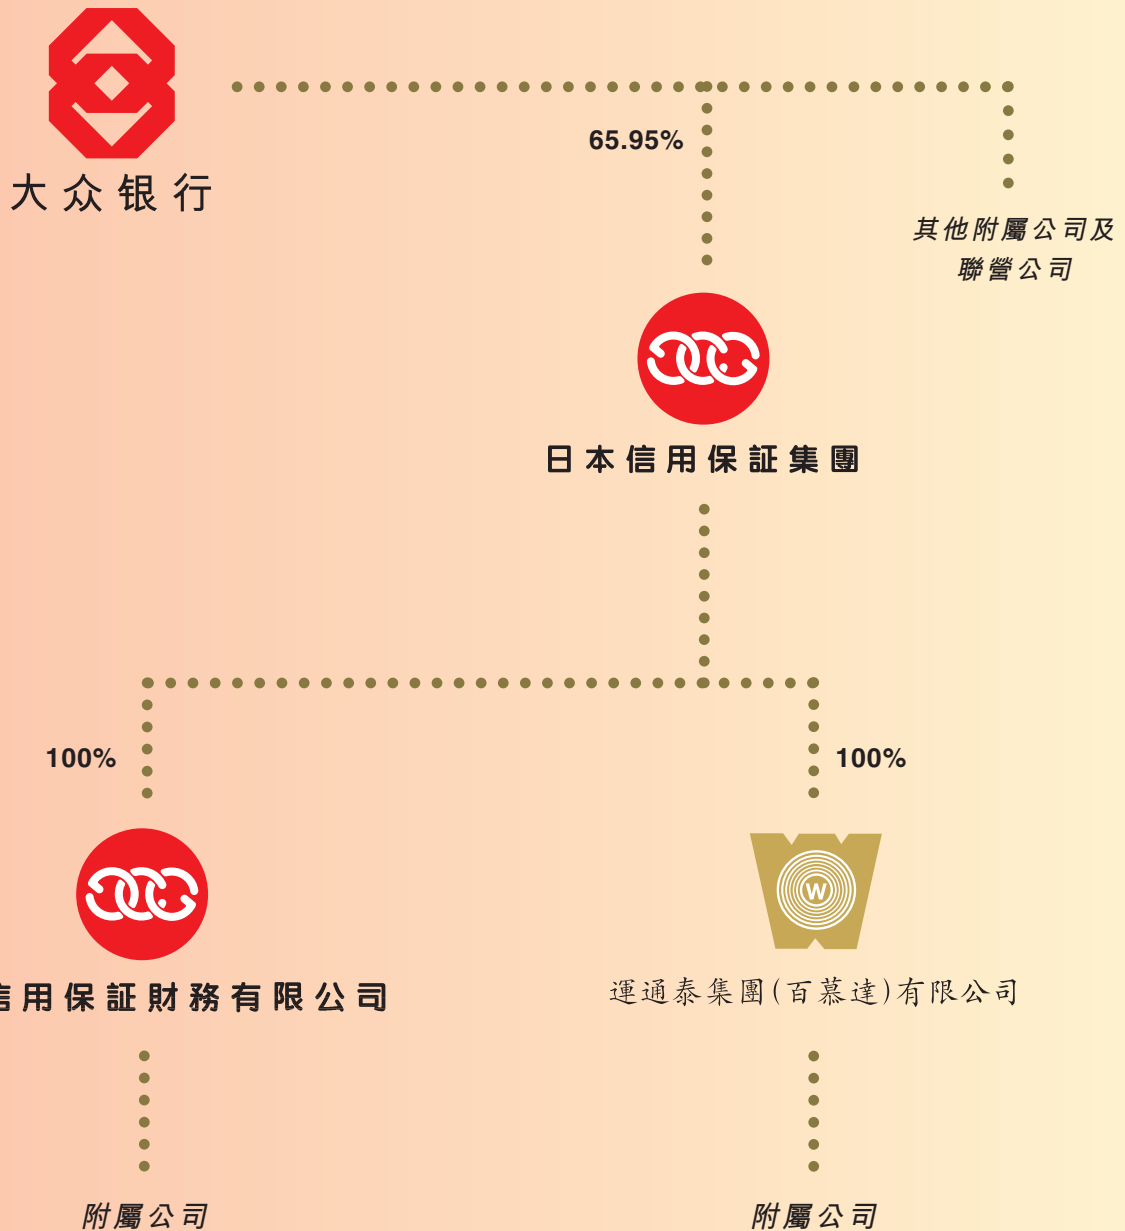 大众银行
65.95%
其他附屬公司及
聯營公司
日本信用保証集團
100%
100%
W
信用保証財務有限公司
運通泰集團(百慕達)有限公司
附屬公司
附屬公司